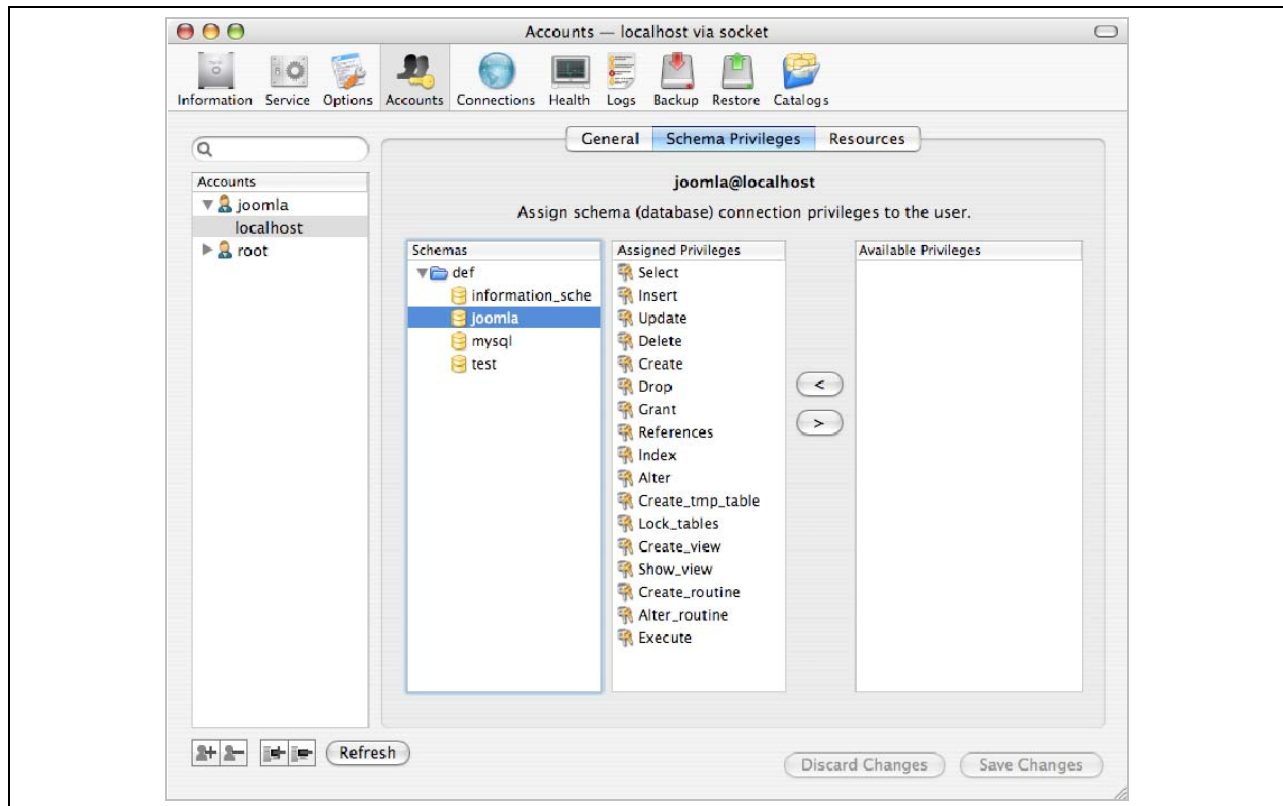 Accounts — localhost via socket
Information Service Options Accounts Connections Health Logs Backup Restore Catalogs
General Schema Privileges Resources
Accounts
joomla
localhost
root
joomla@localhost
Assign schema (database) connection privileges to the user.
Schemas
def
information_sche
joomla
mysql
test
Assigned Privileges
Select
Insert
Update
Delete
Create
Drop
Grant
References
Index
Alter
Create_tmp_table
Lock_tables
Create_view
Show_view
Create_routine
Alter_routine
Execute
<
>
Available Privileges
Refresh
Discard Changes Save Changes